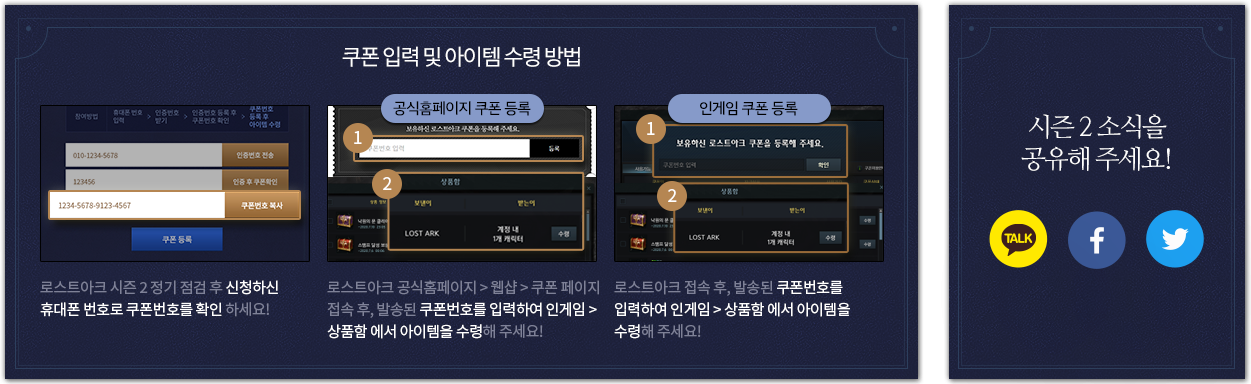 쿠폰 입력 및 아이템 수령 방법
참여방법
휴대폰 번호
입력
>
인증번호
받기
>
인증번호 등록 후
쿠폰번호 확인
>
쿠폰번호
등록 후
아이템 수령
010-1234-5678
인증번호 전송
123456
인증 후 쿠폰확인
1234-5678-9123-4567
쿠폰번호 복사
쿠폰 등록
로스트아크 시즌 2 정기 점검 후 신청하신
휴대폰 번호로 쿠폰번호를 확인 하세요!
공식홈페이지 쿠폰 등록
보유하신 로스트아크 쿠폰을 등록해 주세요.
1
쿠폰번호 입력
등록
2
상품함
상품 정보
보낸이
받는이
LOST ARK
계정 내
1개 캐릭터
수령
로스트아크 공식홈페이지 > 웹샵 > 쿠폰 페이지
접속 후, 발송된 쿠폰번호를 입력하여 인게임 >
상품함 에서 아이템을 수령해 주세요!
인게임 쿠폰 등록
1
보유하신 로스트아크 쿠폰을 등록해 주세요.
쿠폰번호 입력
확인
2
상품함
보낸이
받는이
LOST ARK
계정 내
1개 캐릭터
수령
수령
수령
로스트아크 접속 후, 발송된 쿠폰번호를
입력하여 인게임 > 상품함 에서 아이템을
수령해 주세요!
시즌 2 소식을
공유해 주세요!
TALK
f